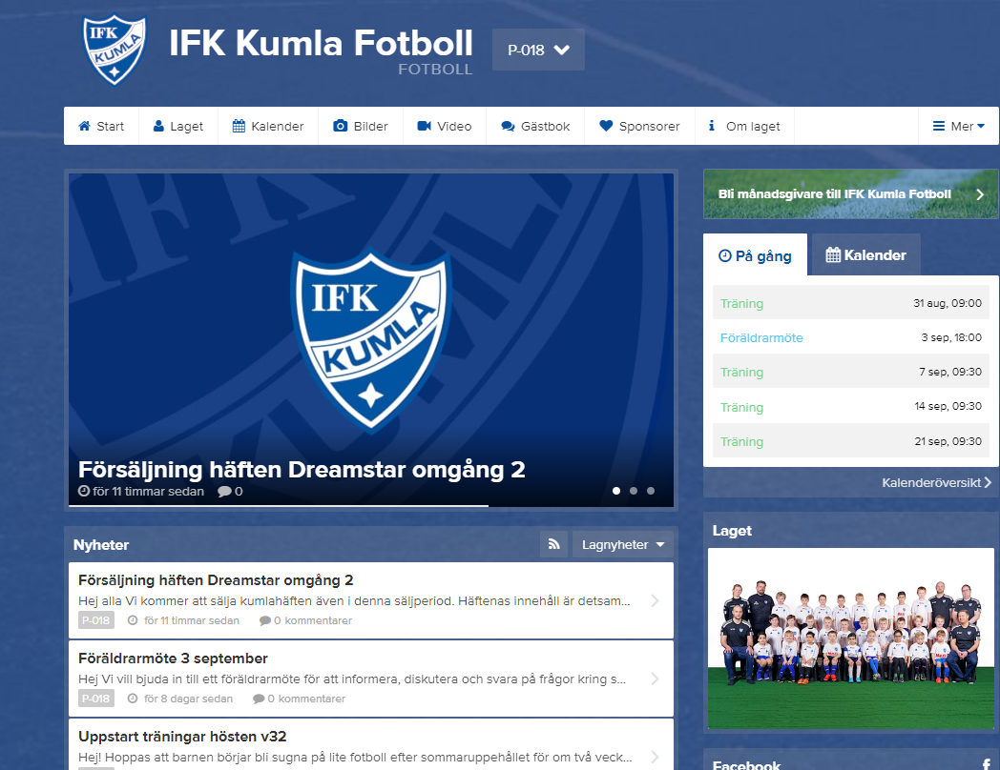 IFK
KUMLA
IFK Kumla Fotboll
FOTBOLL
P-018
Start
Laget
Kalender
Bilder
Video
Gästbok
Sponsorer
Om laget
Mer
IFK
KUMLA
Försäljning häften Dreamstar omgång 2
för 11 timmar sedan 0
Bli månadsgivare till IFK Kumla Fotboll
På gång
Kalender
Träning 31 aug, 09:00
Föräldrarmöte 3 sep, 18:00
Träning 7 sep, 09:30
Träning 14 sep, 09:30
Träning 21 sep, 09:30
Kalenderöversikt
Nyheter
Lagnyheter
Försäljning häften Dreamstar omgång 2
Hej alla Vi kommer att sälja kumlahäften även i denna säljperiod. Häftenas innehåll är detsam...
P-018 för 11 timmar sedan 0 kommentarer
Föräldrarmöte 3 september
Hej Vi vill bjuda in till ett föräldrarmöte för att informera, diskutera och svara på frågor kring s...
P-018 för 8 dagar sedan 0 kommentarer
Uppstart träningar hösten v32
Hej! Hoppas att barnen börjar bli sugna på lite fotboll efter sommaruppehållet för om två veck...
Laget
Facebook